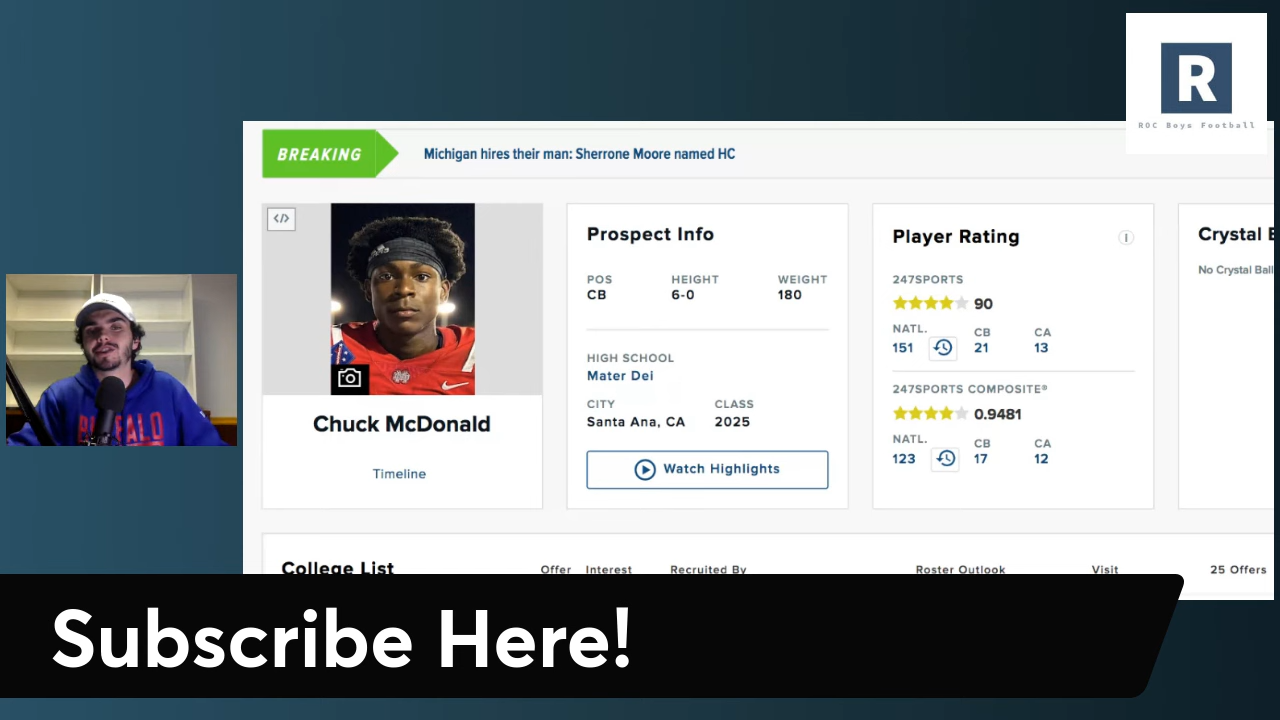 R
ROC Boys Football
BREAKING
Michigan hires their man: Sherrone Moore named HC
</>
Chuck McDonald
Timeline
Prospect Info
POS HEIGHT WEIGHT
CB 6-0 180
HIGH SCHOOL
Mater Dei
CITY CLASS
Santa Ana, CA 2025
Watch Highlights
Player Rating
247SPORTS
90
NATL. CB CA
151 21 13
247SPORTS COMPOSITE®
0.9481
NATL. CB CA
123 17 12
Crystal
No Crystal Ball
College List Offer Interest Recruited By Roster Outlook Visit 25 Offers
BUFFALO
Subscribe Here!